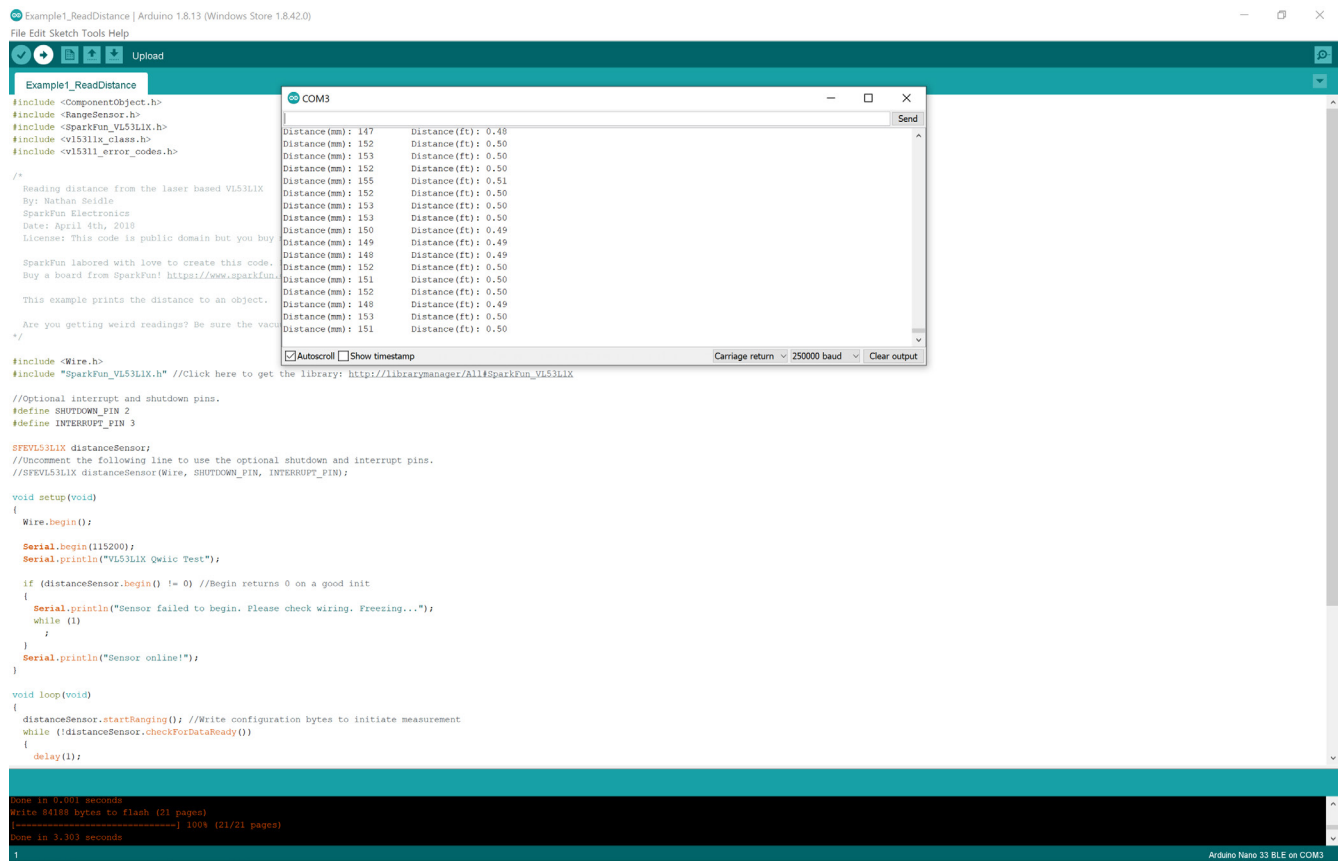 Example1_ReadDistance | Arduino 1.8.13 (Windows Store 1.8.42.0)
File Edit Sketch Tools Help
Upload
Example1_ReadDistance
#include <ComponentObject.h>
#include <RangeSensor.h>
#include <SparkFun_VL53L1X.h>
#include <vl53l1x_class.h>
#include <vl53l1_error_codes.h>
/*
Reading distance from the laser based VL53L1X
By: Nathan Seidle
SparkFun Electronics
Date: April 4th, 2018
License: This code is public domain but you buy
SparkFun labored with love to create this code.
Buy a board from SparkFun! https://www.sparkfun.
This example prints the distance to an object.
Are you getting weird readings? Be sure the vacu
*/
COM3
Send
Distance(mm): 147 Distance(ft): 0.48
Distance(mm): 152 Distance(ft): 0.50
Distance(mm): 153 Distance(ft): 0.50
Distance(mm): 152 Distance(ft): 0.50
Distance(mm): 155 Distance(ft): 0.51
Distance(mm): 152 Distance(ft): 0.50
Distance(mm): 153 Distance(ft): 0.50
Distance(mm): 153 Distance(ft): 0.50
Distance(mm): 150 Distance(ft): 0.49
Distance(mm): 149 Distance(ft): 0.49
Distance(mm): 148 Distance(ft): 0.49
Distance(mm): 152 Distance(ft): 0.50
Distance(mm): 151 Distance(ft): 0.50
Distance(mm): 152 Distance(ft): 0.50
Distance(mm): 148 Distance(ft): 0.49
Distance(mm): 153 Distance(ft): 0.50
Distance(mm): 151 Distance(ft): 0.50
Autoscroll Show timestamp Carriage return 250000 baud Clear output
#include <Wire.h>
#include "SparkFun_VL53L1X.h" //Click here to get the library: http://librarymanager/All#SparkFun_VL53L1X
//Optional interrupt and shutdown pins.
#define SHUTDOWN_PIN 2
#define INTERRUPT_PIN 3
SFEVL53L1X distanceSensor;
//Uncomment the following line to use the optional shutdown and interrupt pins.
//SFEVL53L1X distanceSensor(Wire, SHUTDOWN_PIN, INTERRUPT_PIN);
void setup(void)
{
Wire.begin();
Serial.begin(115200);
Serial.println("VL53L1X Qwiic Test");
if (distanceSensor.begin() != 0) //Begin returns 0 on a good init
{
Serial.println("Sensor failed to begin. Please check wiring. Freezing...");
while (1)
;
}
Serial.println("Sensor online!");
}
void loop(void)
{
distanceSensor.startRanging(); //Write configuration bytes to initiate measurement
while (!distanceSensor.checkForDataReady())
{
delay(1);
Done in 0.001 seconds
Write 84188 bytes to flash (21 pages)
[==============================] 100% (21/21 pages)
Done in 3.303 seconds
1 Arduino Nano 33 BLE on COM3